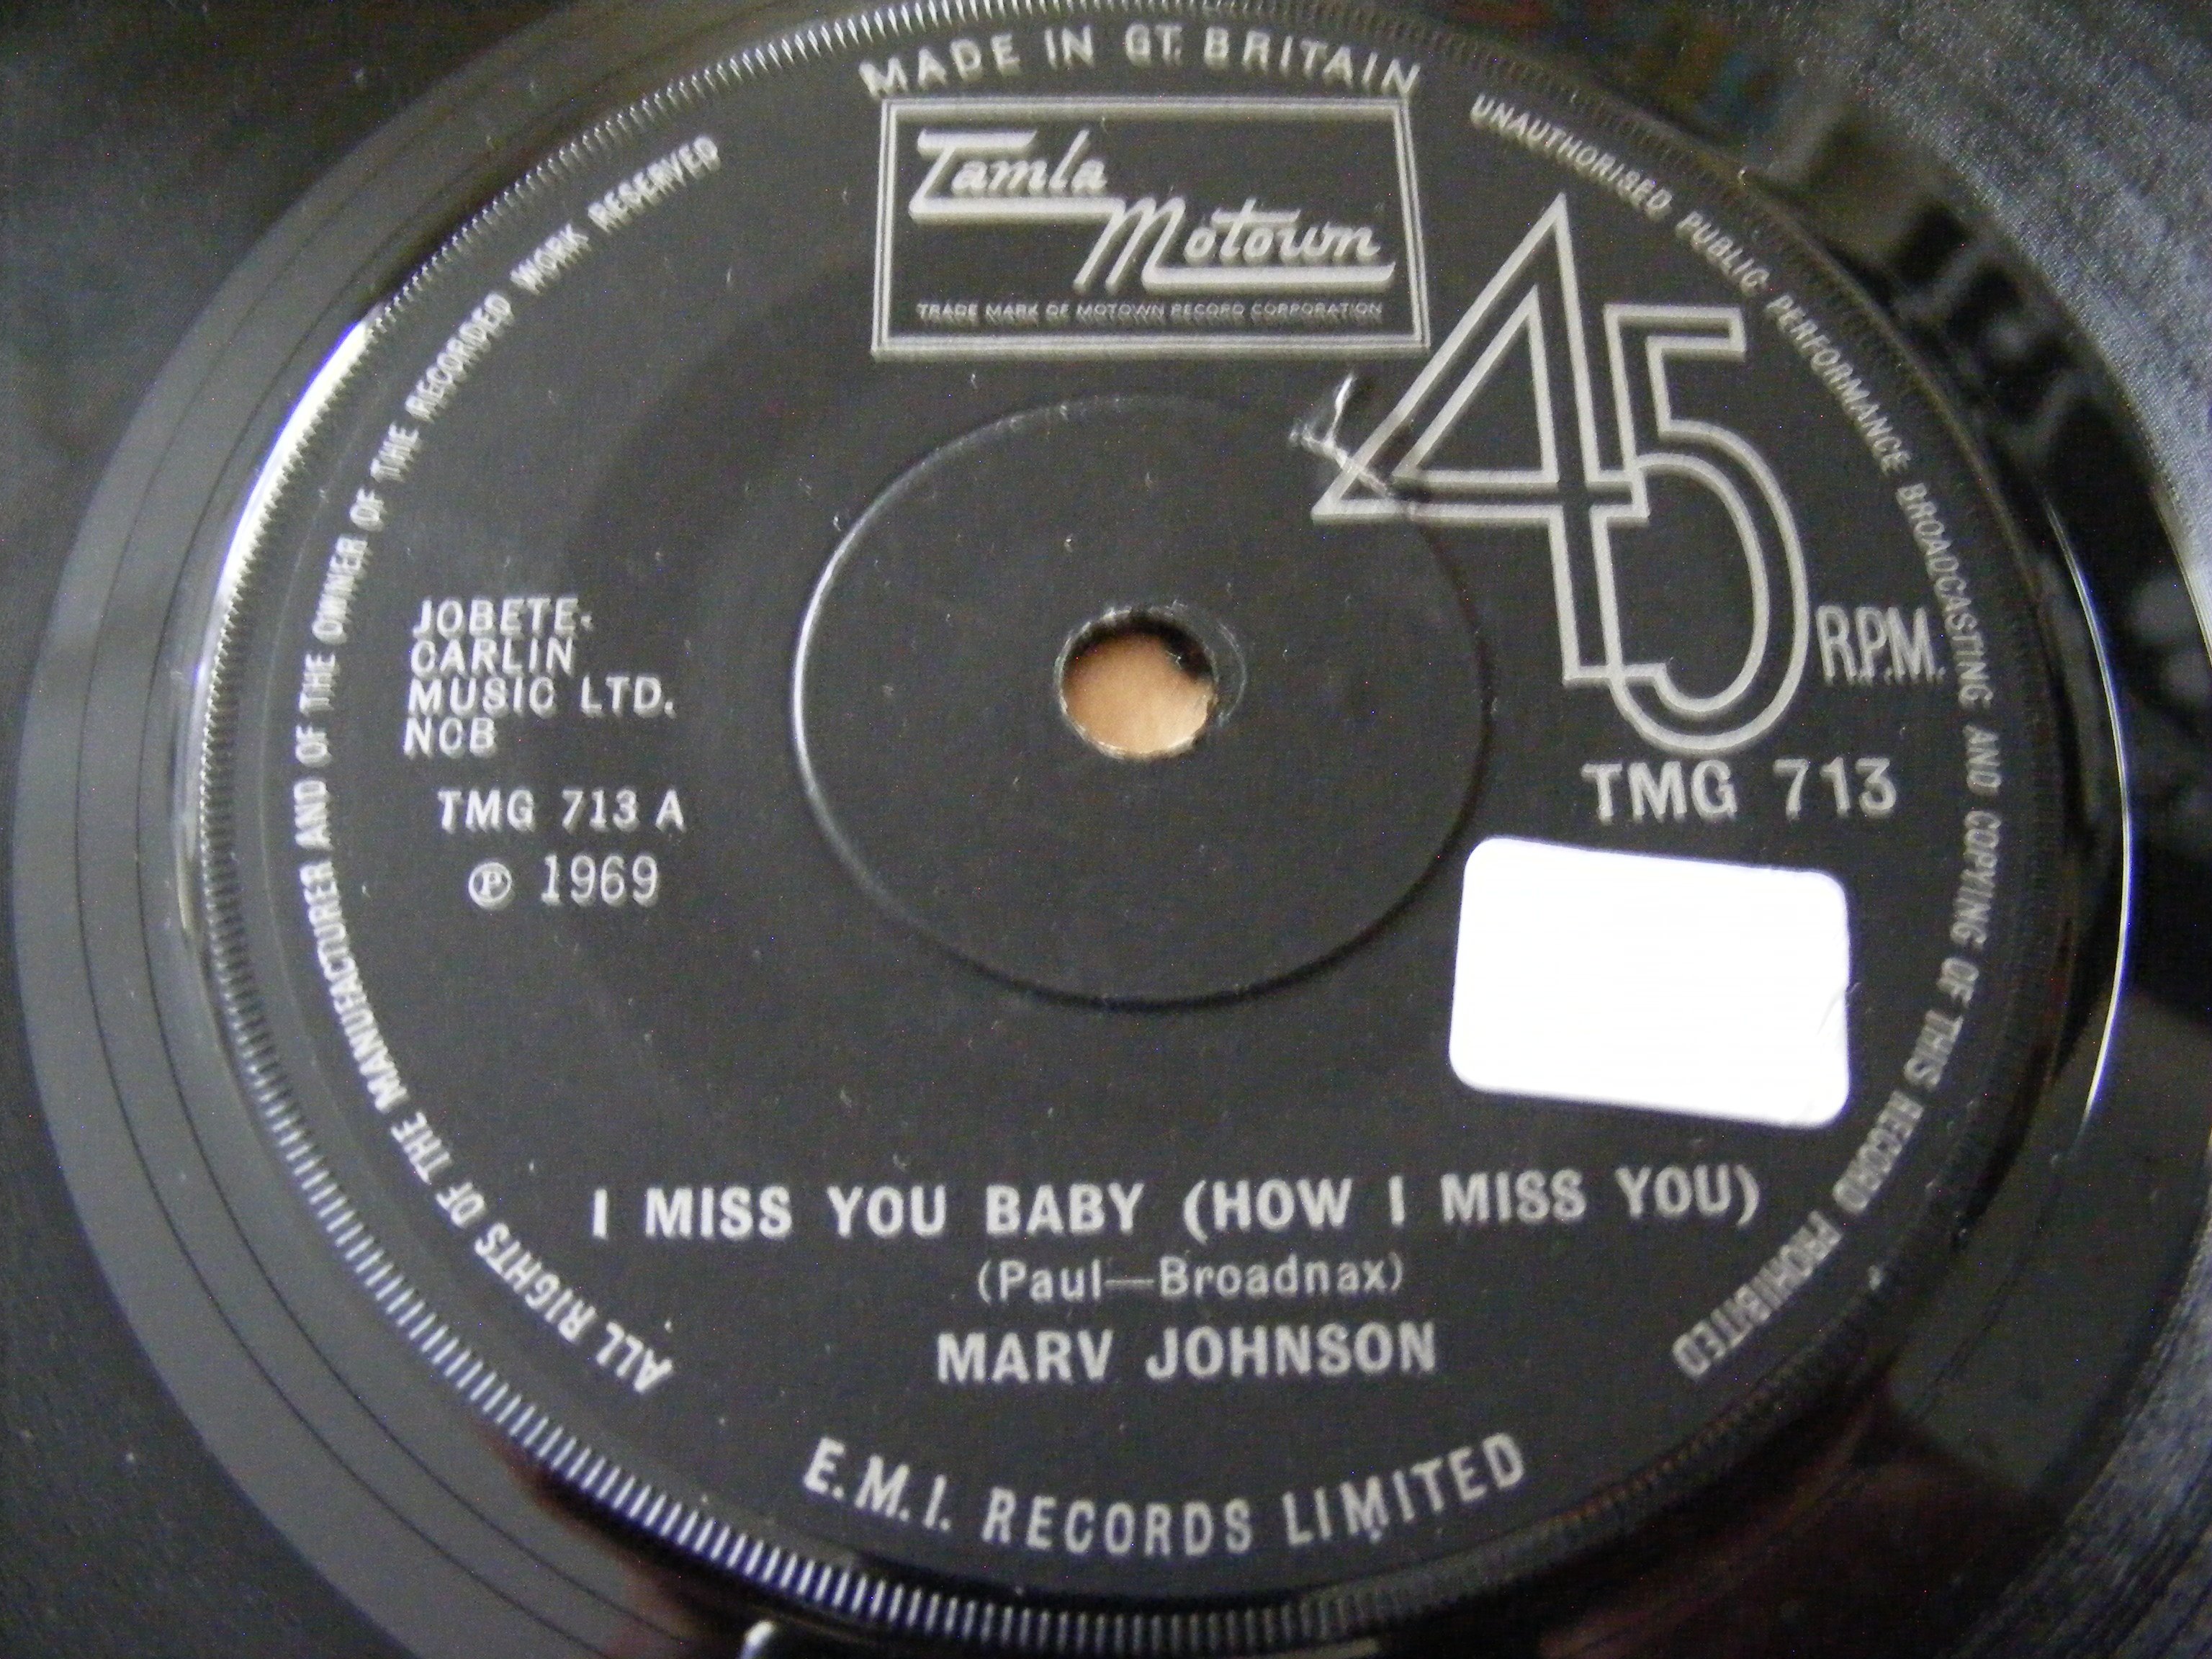 MADE IN GT. BRITAIN
Tamla
Motown
TRADE MARK OF MOTOWN RECORD CORPORATION
45
R.P.M.
TMG 713
JOBETE-
CARLIN
MUSIC LTD.
NCB
TMG 713 A
℗ 1969
I MISS YOU BABY (HOW I MISS YOU)
(Paul—Broadnax)
MARV JOHNSON
E.M.I. RECORDS LIMITED
ALL RIGHTS OF THE MANUFACTURER AND OF THE OWNER OF THE RECORDED WORK RESERVED
UNAUTHORISED PUBLIC PERFORMANCE BROADCASTING AND COPYING OF THIS RECORD PROHIBITED